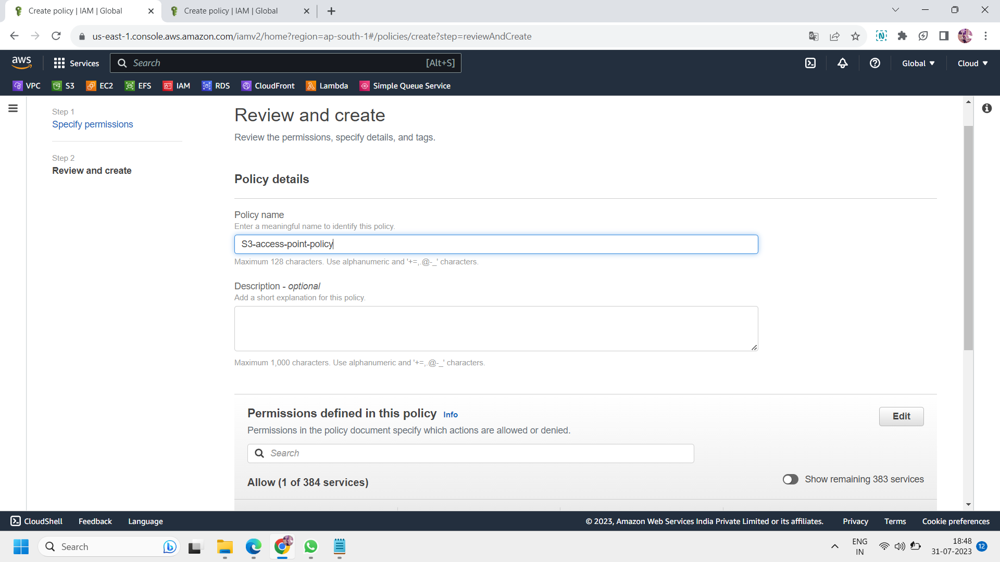 Create policy | IAM | Global
Create policy | IAM | Global
us-east-1.console.aws.amazon.com/iamv2/home?region=ap-south-1#/policies/create?step=reviewAndCreate
aws
Services
Search
[Alt+S]
Global
Cloud
VPC
S3
EC2
EFS
IAM
RDS
CloudFront
Lambda
Simple Queue Service
Step 1
Specify permissions
Step 2
Review and create
Review and create
Review the permissions, specify details, and tags.
Policy details
Policy name
Enter a meaningful name to identify this policy.
S3-access-point-policy
Maximum 128 characters. Use alphanumeric and '+=,.@-_' characters.
Description - optional
Add a short explanation for this policy.
Maximum 1,000 characters. Use alphanumeric and '+=,.@-_' characters.
Permissions defined in this policy Info
Edit
Permissions in the policy document specify which actions are allowed or denied.
Search
Allow (1 of 384 services)
Show remaining 383 services
CloudShell
Feedback
Language
© 2023, Amazon Web Services India Private Limited or its affiliates.
Privacy
Terms
Cookie preferences
Search
ENG
IN
18:48
31-07-2023
12